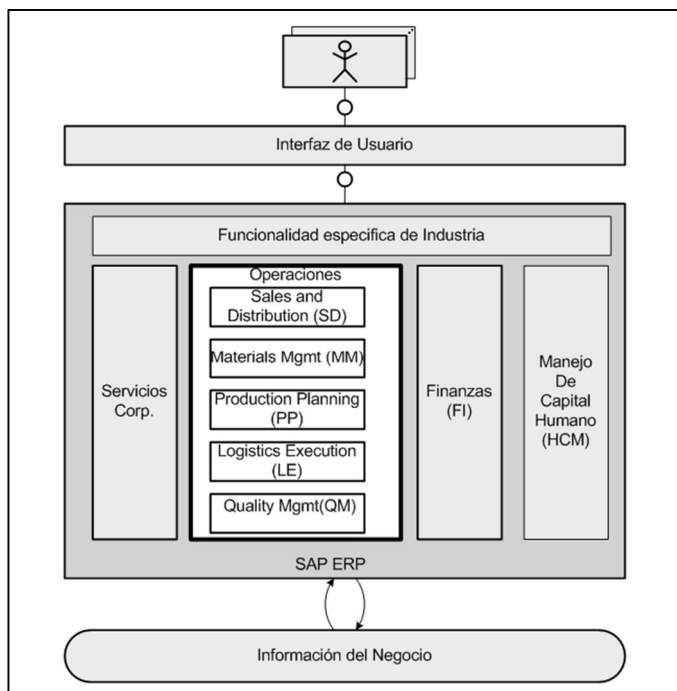 Interfaz de Usuario
Funcionalidad especifica de Industria
Servicios
Corp.
Operaciones
Sales and
Distribution (SD)
Materials Mgmt (MM)
Production Planning
(PP)
Logistics Execution
(LE)
Quality Mgmt(QM)
Finanzas
(FI)
Manejo
De
Capital
Humano
(HCM)
SAP ERP
Información del Negocio